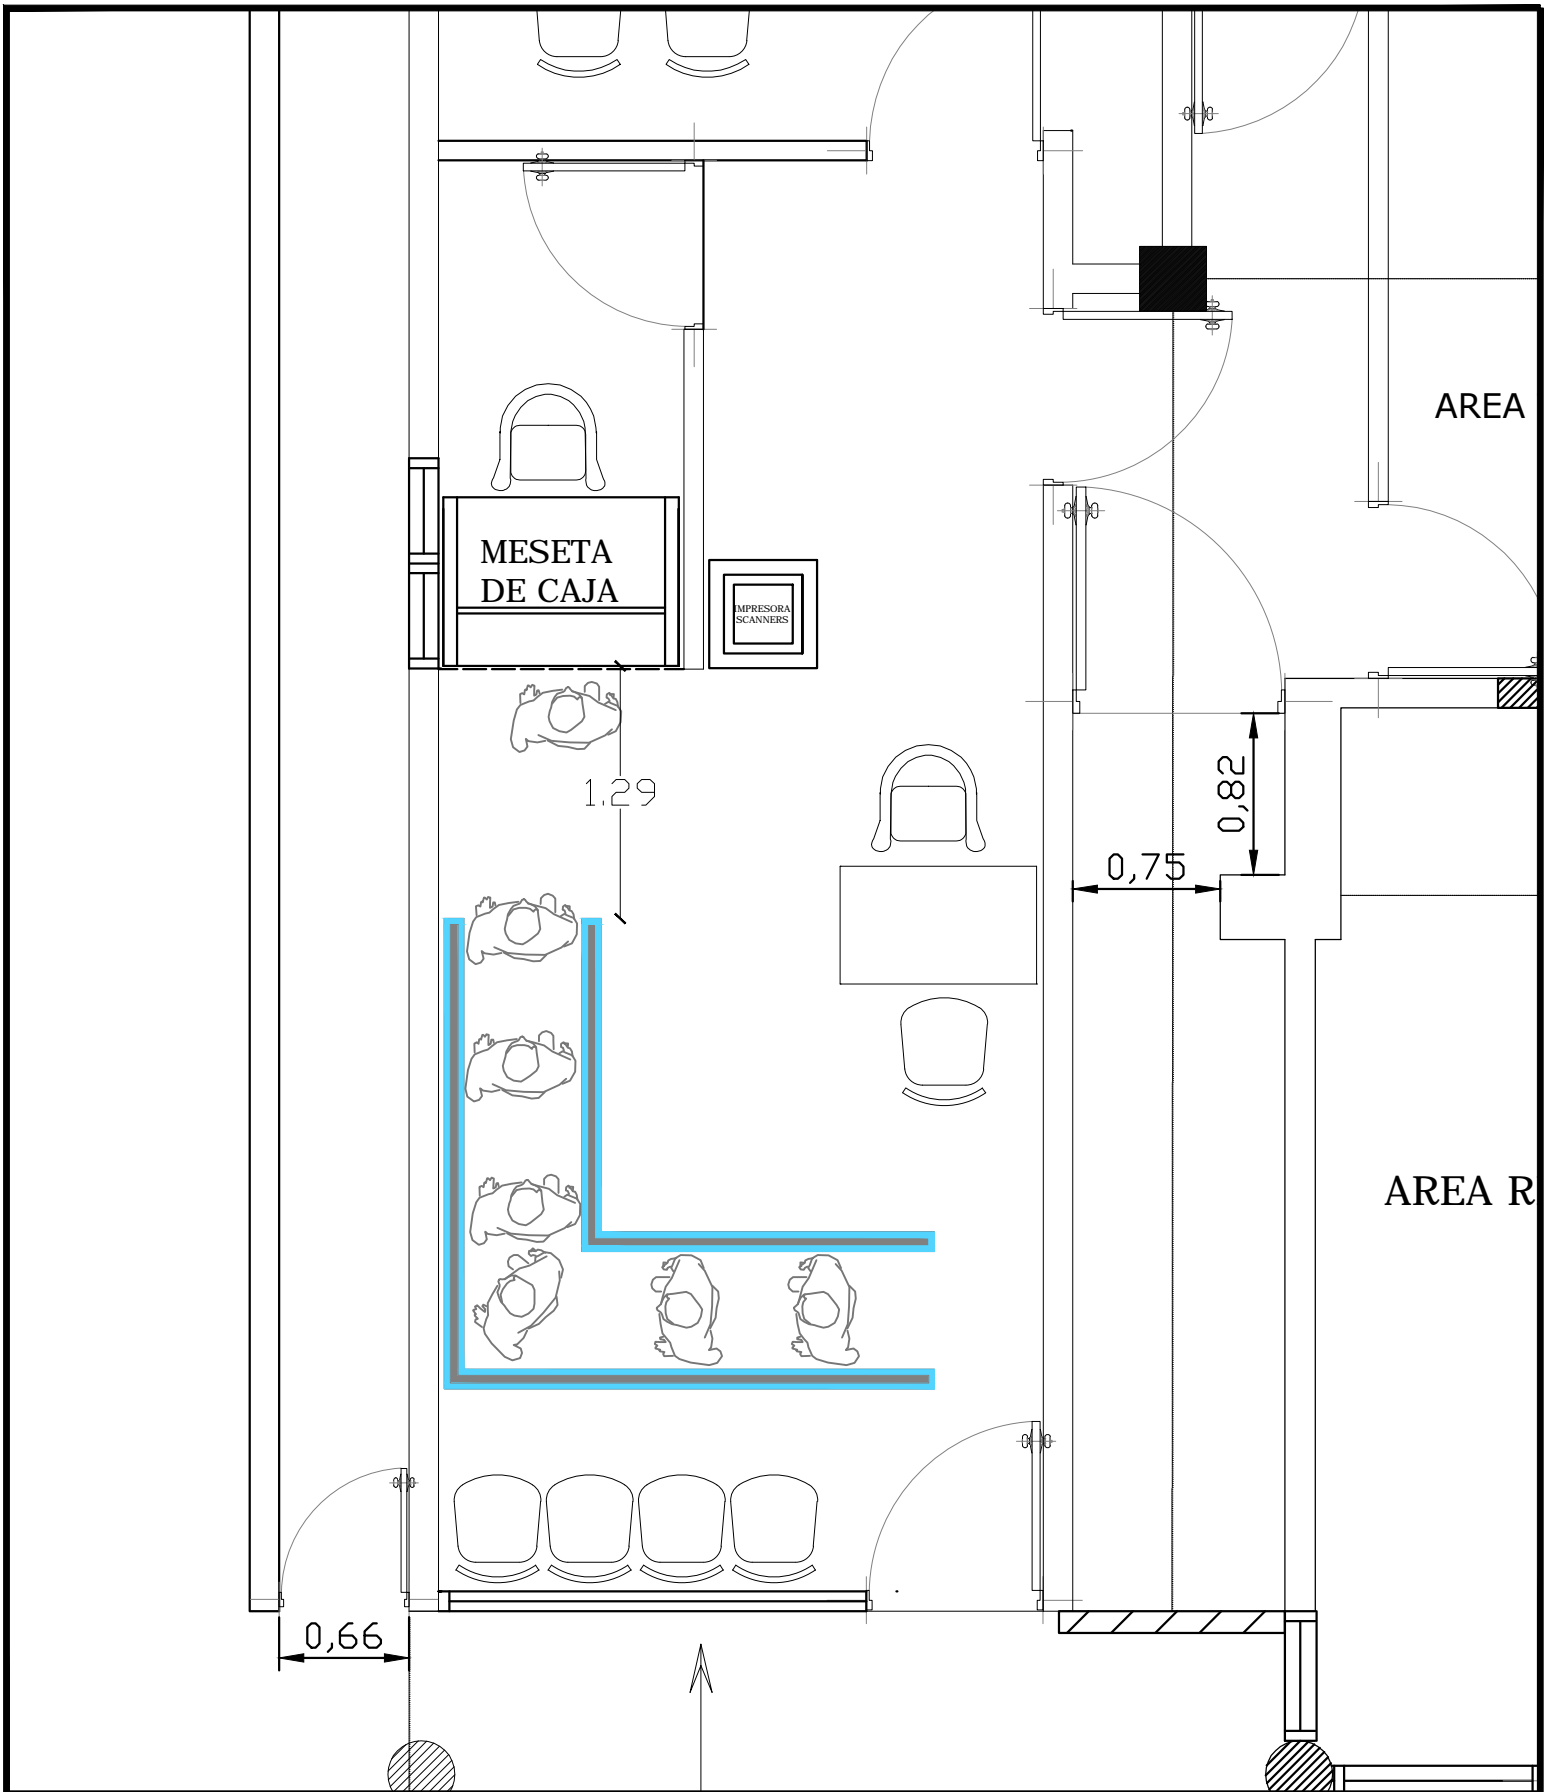 AREA
MESETA
DE CAJA
IMPRESORA
SCANNERS
1.29
0,82
0,75
AREA R
0,66